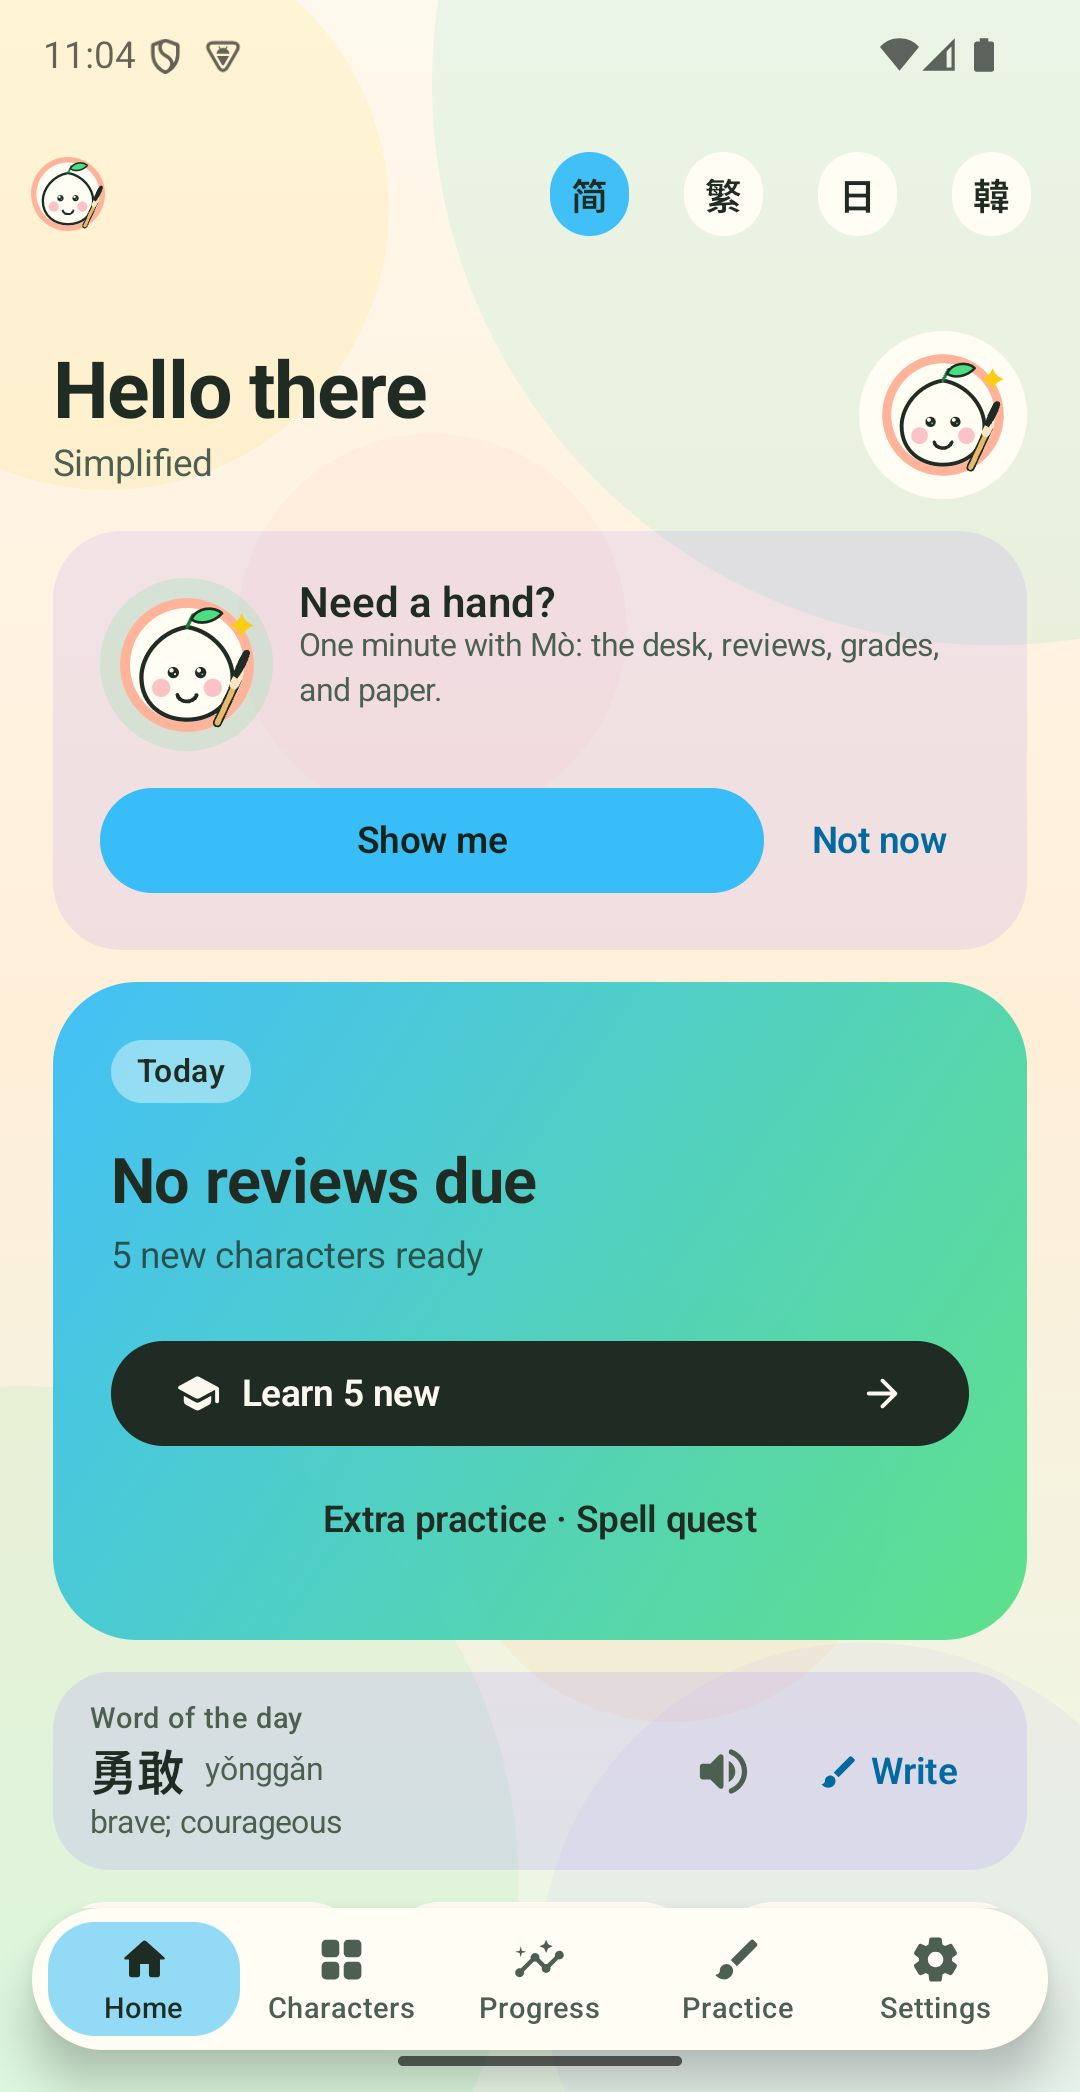 11:04
简 繁 日 韓
Hello there
Simplified
Need a hand?
One minute with Mò: the desk, reviews, grades,
and paper.
Show me Not now
Today
No reviews due
5 new characters ready
Learn 5 new
Extra practice · Spell quest
Word of the day
勇敢 yǒnggǎn
brave; courageous
Write
Home Characters Progress Practice Settings